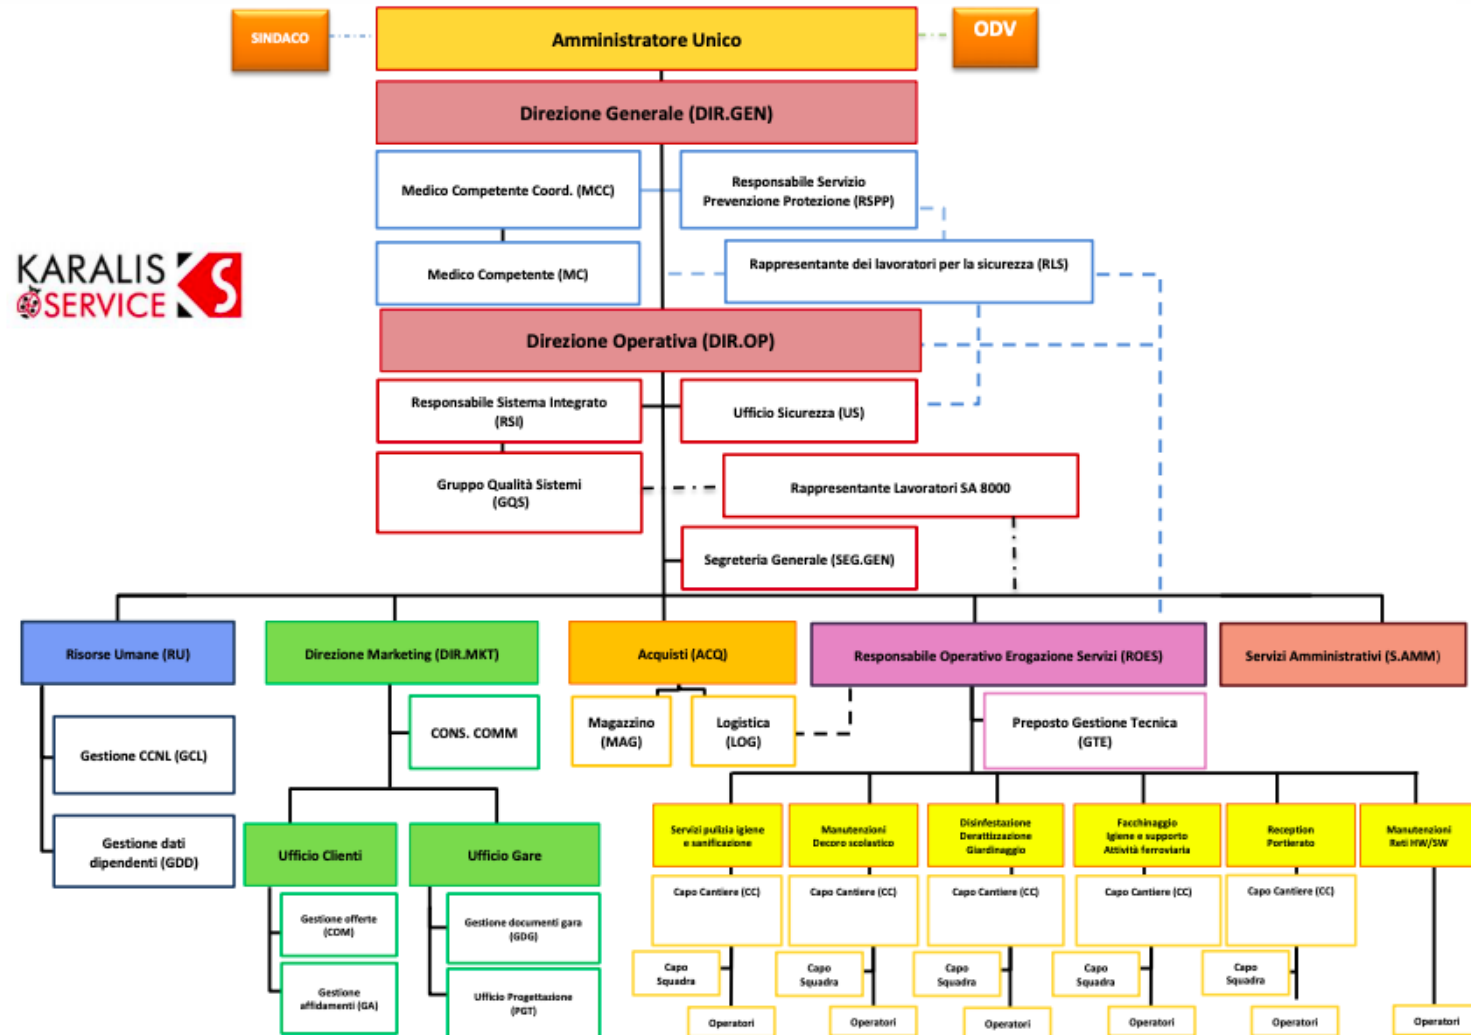 SINDACO
Amministratore Unico
ODV
Direzione Generale (DIR.GEN)
Medico Competente Coord. (MCC)
Responsabile Servizio
Prevenzione Protezione (RSPP)
Medico Competente (MC)
Rappresentante dei lavoratori per la sicurezza (RLS)
KARALIS
SERVICE
KS
Direzione Operativa (DIR.OP)
Responsabile Sistema Integrato
(RSI)
Ufficio Sicurezza (US)
Gruppo Qualità Sistemi
(GQS)
Rappresentante Lavoratori SA 8000
Segreteria Generale (SEG.GEN)
Risorse Umane (RU)
Direzione Marketing (DIR.MKT)
Acquisti (ACQ)
Responsabile Operativo Erogazione Servizi (ROES)
Servizi Amministrativi (S.AMM)
Gestione CCNL (GCL)
CONS. COMM
Magazzino
(MAG)
Logistica
(LOG)
Preposto Gestione Tecnica
(GTE)
Gestione dati
dipendenti (GDD)
Ufficio Clienti
Ufficio Gare
Servizi pulizia igiene
e sanificazione
Manutenzioni
Decoro scolastico
Disinfestazione
Derattizzazione
Giardinaggio
Facchinaggio
Igiene e supporto
Attività ferroviaria
Reception
Portierato
Manutenzioni
Reti HW/SW
Gestione offerte
(COM)
Gestione documenti gara
(GDG)
Capo Cantiere (CC)
Capo Cantiere (CC)
Capo Cantiere (CC)
Capo Cantiere (CC)
Capo Cantiere (CC)
Gestione
affidamenti (GA)
Ufficio Progettazione
(PGT)
Capo
Squadra
Capo
Squadra
Capo
Squadra
Capo
Squadra
Capo
Squadra
Operatori
Operatori
Operatori
Operatori
Operatori
Operatori